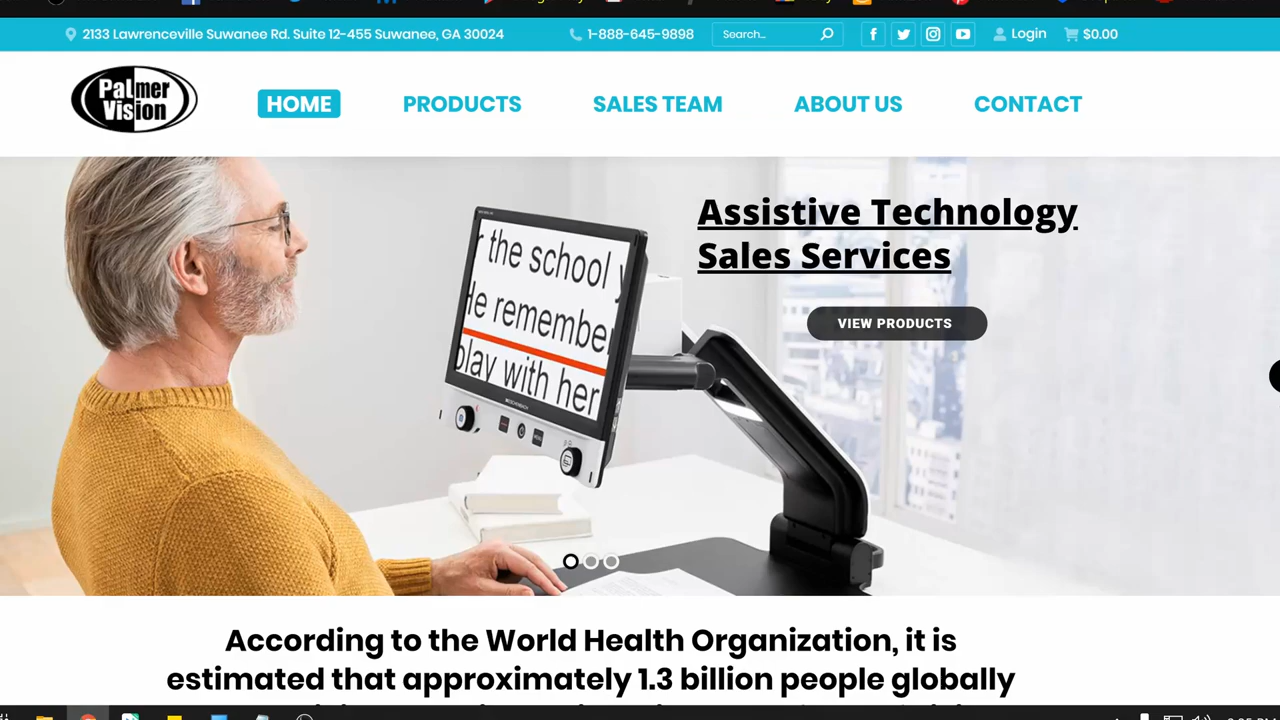 2133 Lawrenceville Suwanee Rd. Suite 12-455 Suwanee, GA 30024
1-888-645-9898
Search...
Login
$0.00
Palmer
Vision
HOME
PRODUCTS
SALES TEAM
ABOUT US
CONTACT
Assistive Technology
Sales Services
VIEW PRODUCTS
the school
remember
play with her
According to the World Health Organization, it is
estimated that approximately 1.3 billion people globally